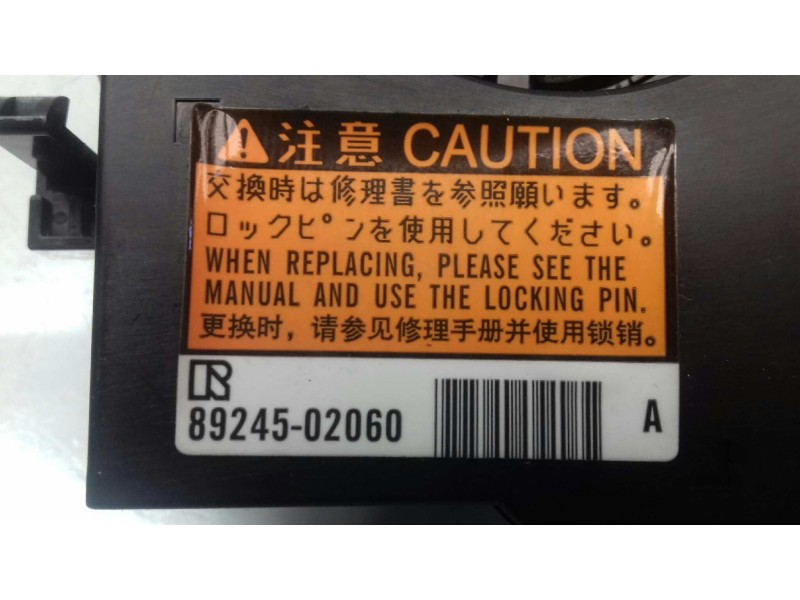 注意 CAUTION
交換時は修理書を参照願います。
ロックピンを使用してください。
WHEN REPLACING, PLEASE SEE THE
MANUAL AND USE THE LOCKING PIN.
更换时，请参见修理手册并使用锁销。
89245-02060
A